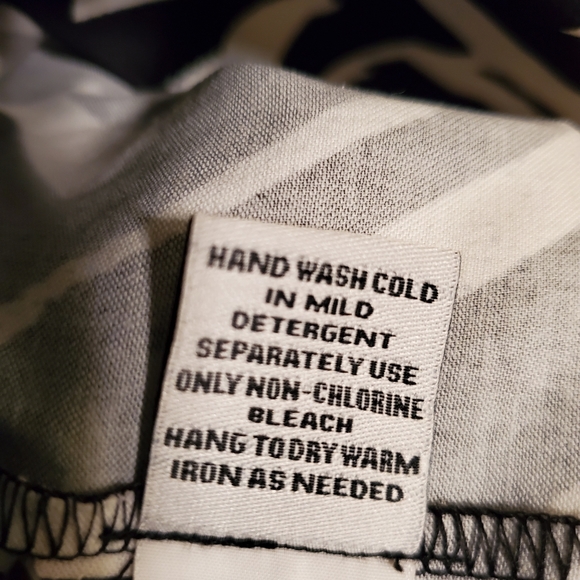 HAND WASH COLD
IN MILD
DETERGENT
SEPARATELY USE
ONLY NON-CHLORINE
BLEACH
HANG TO DRY WARM
IRON AS NEEDED